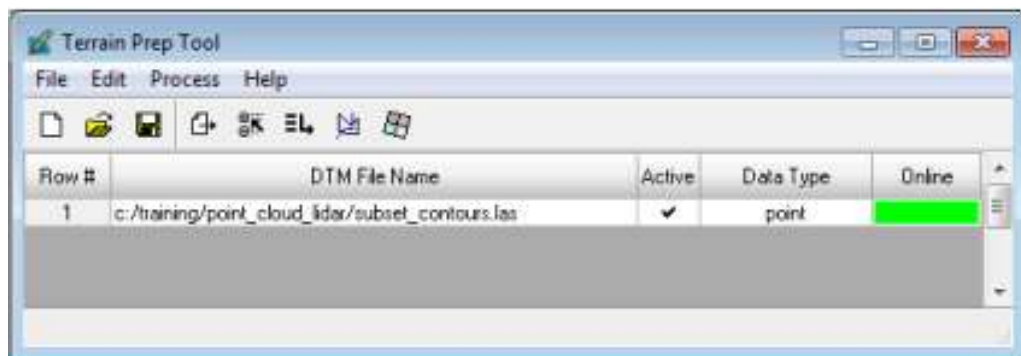 Terrain Prep Tool
File Edit Process Help
Row # DTM File Name Active Data Type Online
1 c:/training/point_cloud_lidar/subset_contours.las point